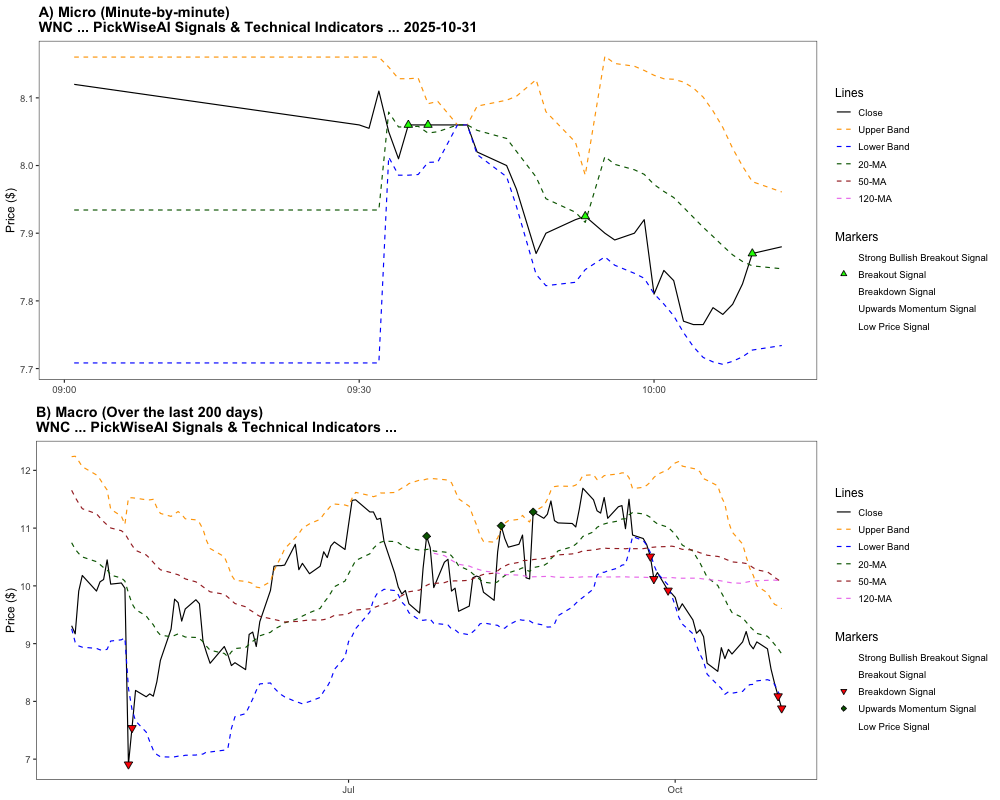 A) Micro (Minute-by-minute)
WNC ... PickWiseAI Signals & Technical Indicators ... 2025-10-31
Price ($)
8.1
8.0
7.9
7.8
7.7
09:00
09:30
10:00
Lines
Close
Upper Band
Lower Band
20-MA
50-MA
120-MA
Markers
Strong Bullish Breakout Signal
Breakout Signal
Breakdown Signal
Upwards Momentum Signal
Low Price Signal
B) Macro (Over the last 200 days)
WNC ... PickWiseAI Signals & Technical Indicators ...
Price ($)
12
11
10
9
8
7
Jul
Oct
Lines
Close
Upper Band
Lower Band
20-MA
50-MA
120-MA
Markers
Strong Bullish Breakout Signal
Breakout Signal
Breakdown Signal
Upwards Momentum Signal
Low Price Signal